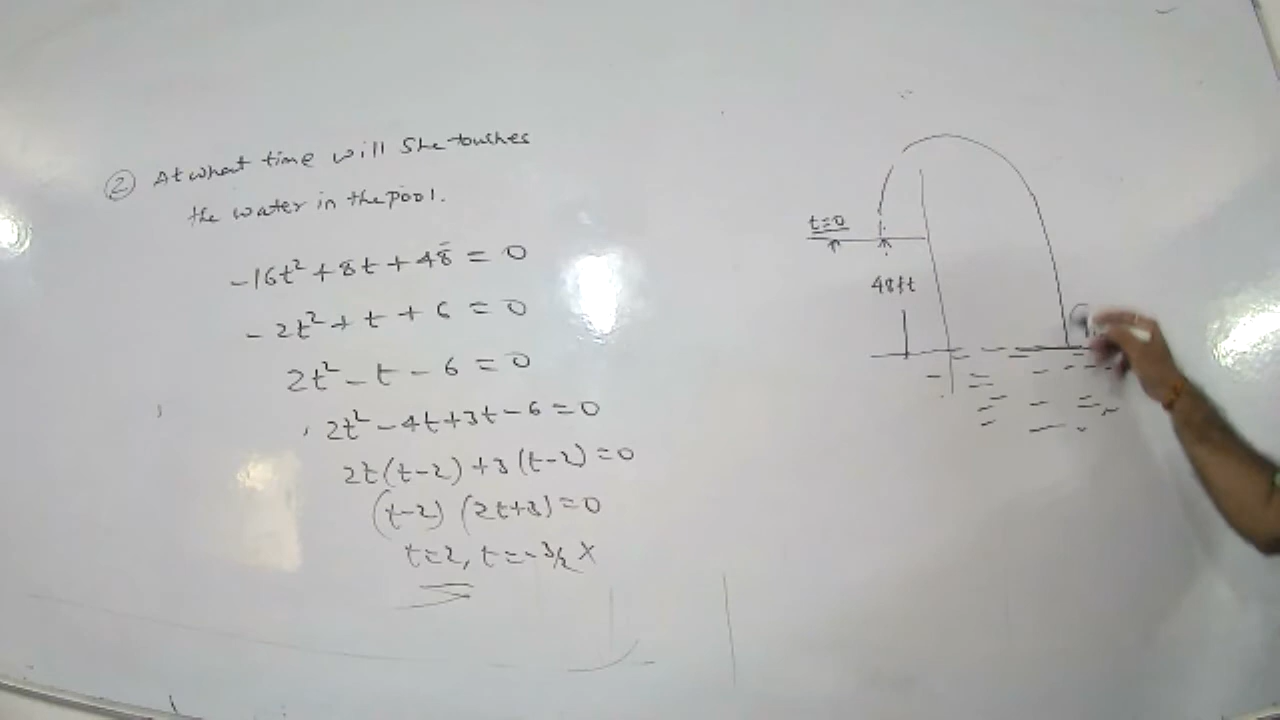 ② At what time will She toushes
the water in the pool.
-16t² + 8t + 48 = 0
- 2t² + t + 6 = 0
2t² - t - 6 = 0
2t² - 4t + 3t - 6 = 0
2t(t-2) + 3(t-2) = 0
(t-2) (2t+3) = 0
t=2, t=-3/2 X
t=0
48ft